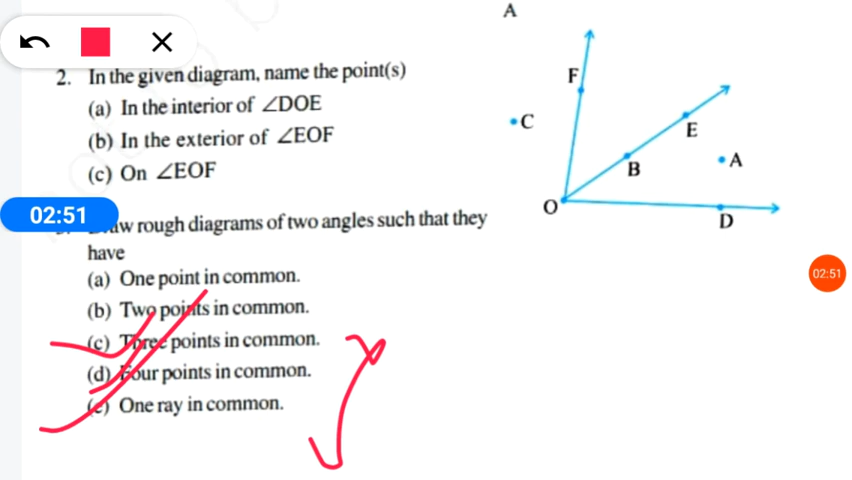 A
2. In the given diagram, name the point(s)
(a) In the interior of ∠DOE
(b) In the exterior of ∠EOF
(c) On ∠EOF
F
C
E
B
A
O
D
02:51
rough diagrams of two angles such that they
have
(a) One point in common.
(b) Two points in common.
(c) Three points in common.
(d) Four points in common.
(e) One ray in common.
02:51